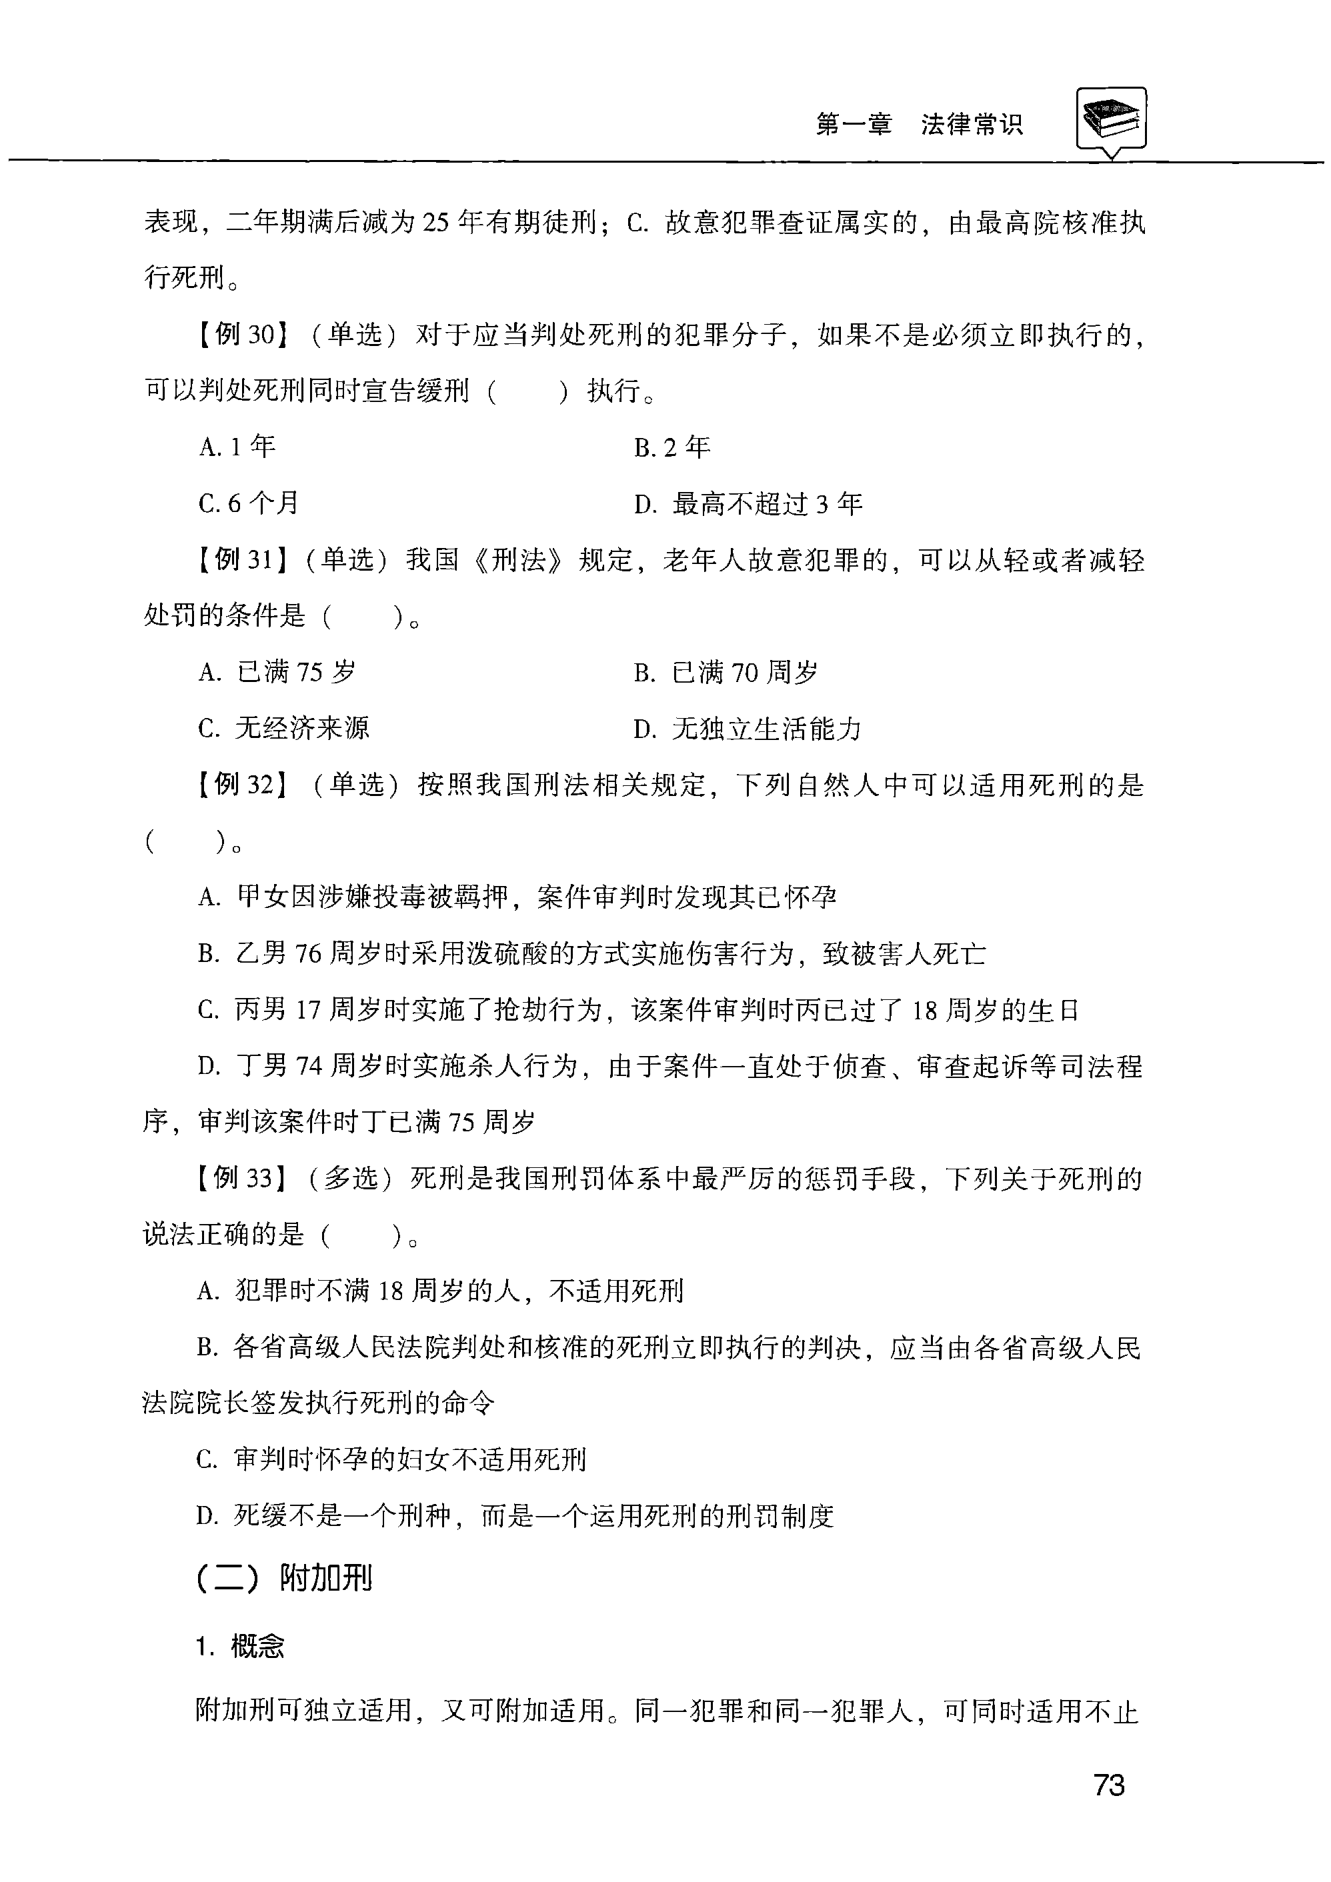 第一章 法律常识
表现，二年期满后减为 25 年有期徒刑；C. 故意犯罪查证属实的，由最高院核准执
行死刑。
【例 30】（单选）对于应当判处死刑的犯罪分子，如果不是必须立即执行的，
可以判处死刑同时宣告缓刑（  ）执行。
A. 1 年 B. 2 年
C. 6 个月 D. 最高不超过 3 年
【例 31】（单选）我国《刑法》规定，老年人故意犯罪的，可以从轻或者减轻
处罚的条件是（  ）。
A. 已满 75 岁 B. 已满 70 周岁
C. 无经济来源 D. 无独立生活能力
【例 32】（单选）按照我国刑法相关规定，下列自然人中可以适用死刑的是
（  ）。
A. 甲女因涉嫌投毒被羁押，案件审判时发现其已怀孕
B. 乙男 76 周岁时采用泼硫酸的方式实施伤害行为，致被害人死亡
C. 丙男 17 周岁时实施了抢劫行为，该案件审判时丙已过了 18 周岁的生日
D. 丁男 74 周岁时实施杀人行为，由于案件一直处于侦查、审查起诉等司法程
序，审判该案件时丁已满 75 周岁
【例 33】（多选）死刑是我国刑罚体系中最严厉的惩罚手段，下列关于死刑的
说法正确的是（  ）。
A. 犯罪时不满 18 周岁的人，不适用死刑
B. 各省高级人民法院判处和核准的死刑立即执行的判决，应当由各省高级人民
法院院长签发执行死刑的命令
C. 审判时怀孕的妇女不适用死刑
D. 死缓不是一个刑种，而是一个运用死刑的刑罚制度
（二）附加刑
1. 概念
附加刑可独立适用，又可附加适用。同一犯罪和同一犯罪人，可同时适用不止
73